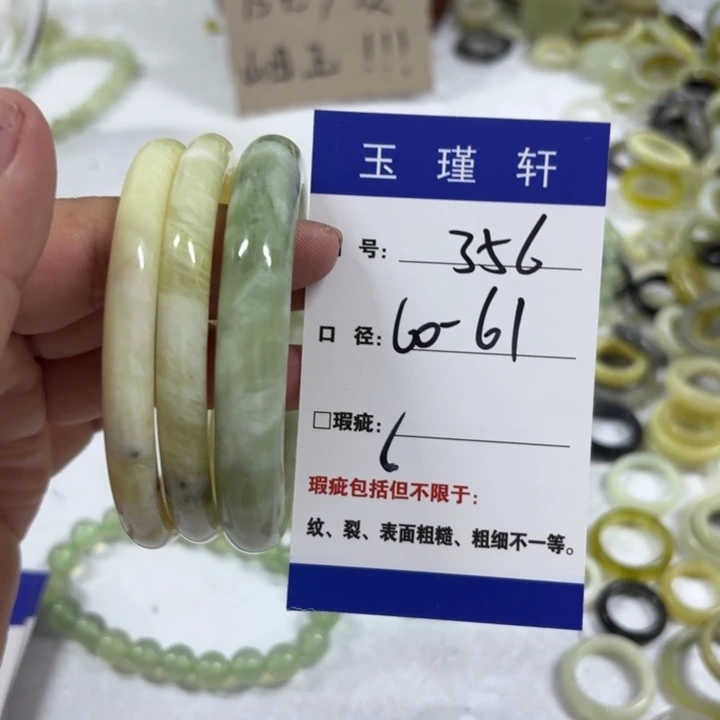 !!!
玉瑾轩
号: 356
口径: 60-61
□瑕疵:
瑕疵包括但不限于:
纹、裂、表面粗糙、粗细不一等。